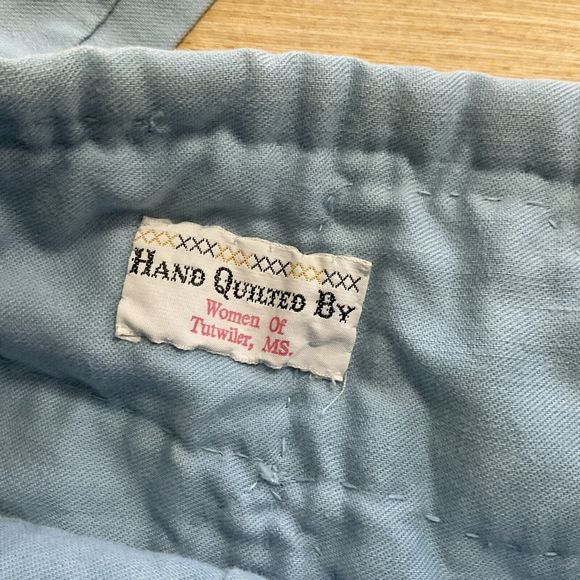 HAND QUILTED BY
Women Of
Tutwiler, MS.